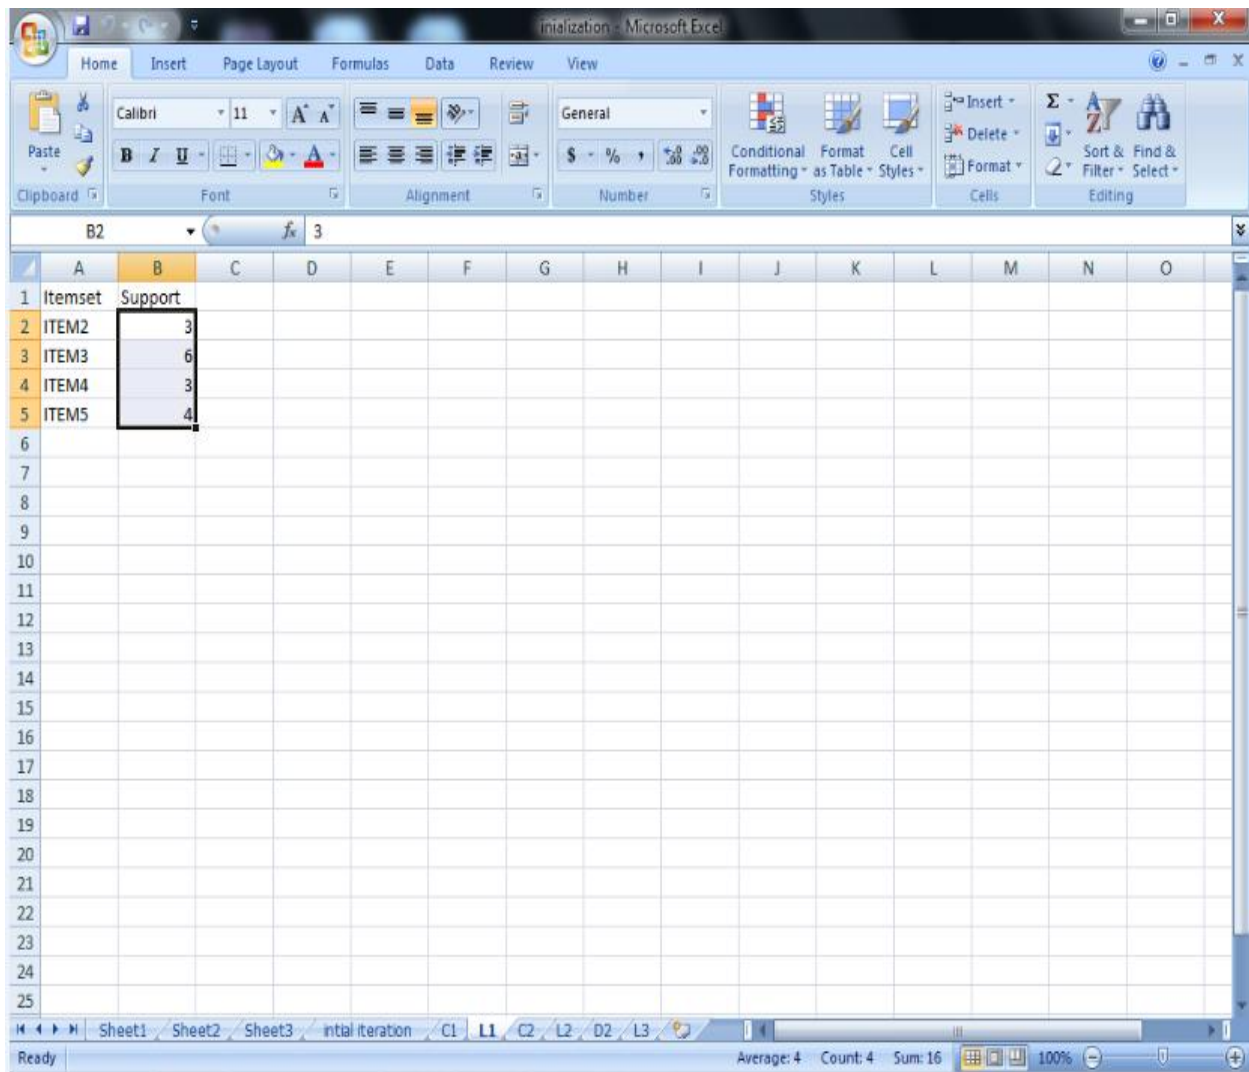 inialization - Microsoft Excel
Home Insert Page Layout Formulas Data Review View
Calibri 11 A A General Insert
Paste B I U A $ % , .0 .00 .00 .0 Conditional Formatting Format as Table Cell Styles Delete Format Σ Sort & Filter Find & Select
Clipboard Font Alignment Number Styles Cells Editing
B2 fx 3
A B C D E F G H I J K L M N O
1 Itemset Support
2 ITEM2 3
3 ITEM3 6
4 ITEM4 3
5 ITEM5 4
6
7
8
9
10
11
12
13
14
15
16
17
18
19
20
21
22
23
24
25
Sheet1 Sheet2 Sheet3 intial iteration C1 L1 C2 L2 D2 L3
Ready Average: 4 Count: 4 Sum: 16 100%